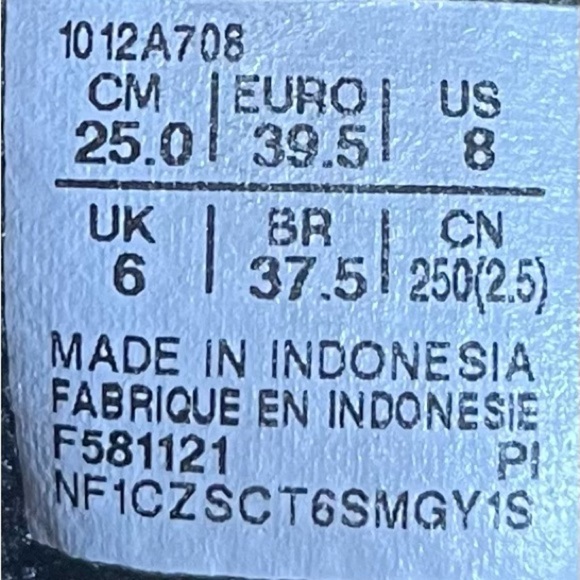 1012A708
CM | EURO | US
25.0 | 39.5 | 8
UK | BR | CN
6 | 37.5 | 250(2.5)
MADE IN INDONESIA
FABRIQUE EN INDONESIE
F581121 PI
NF1CZSCT6SMGY1S